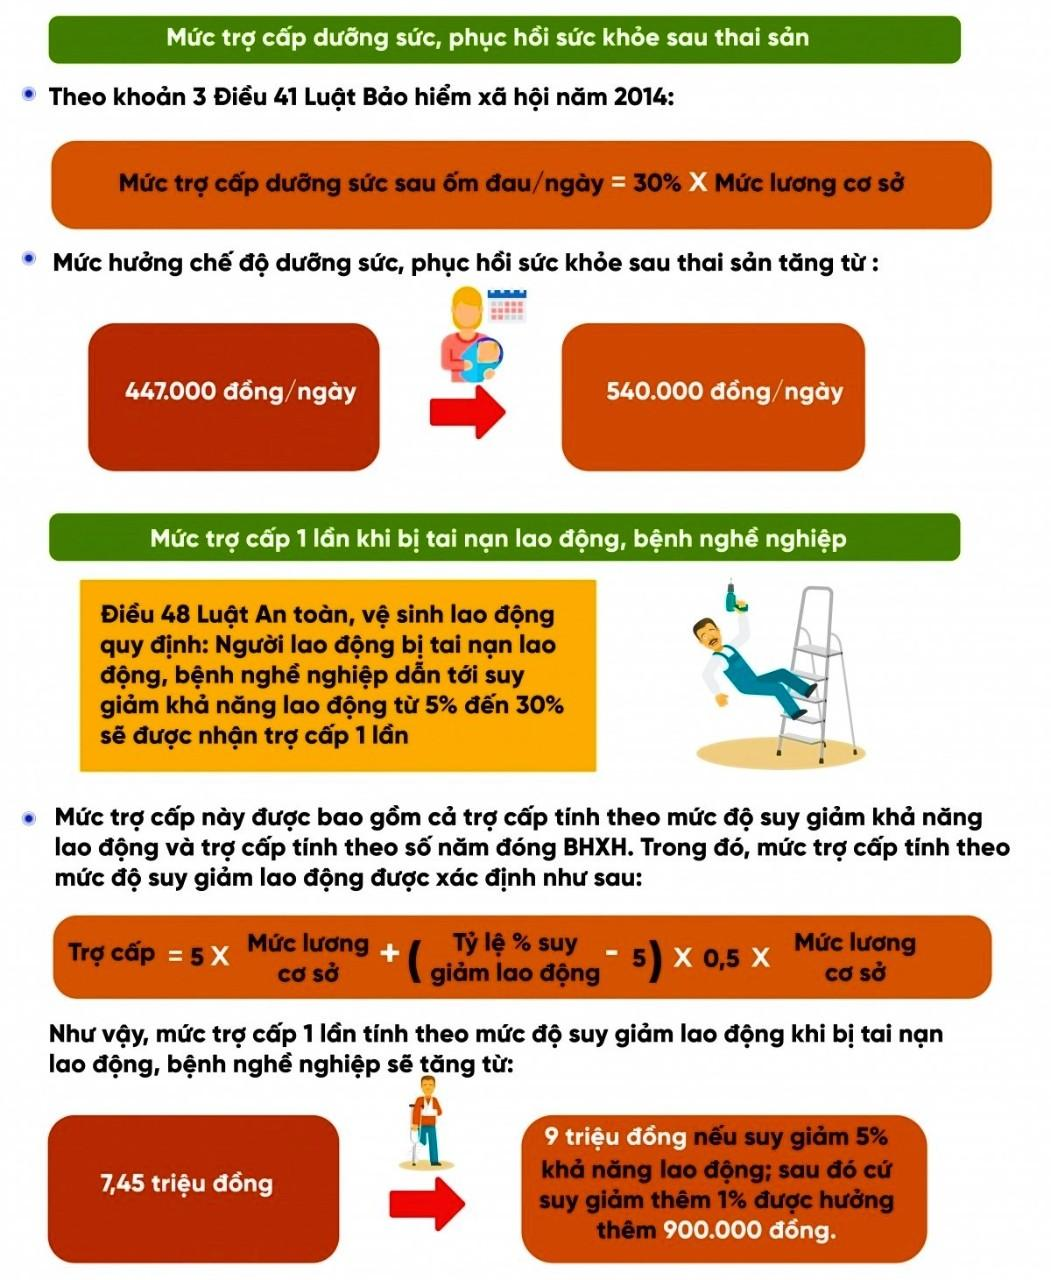 Mức trợ cấp dưỡng sức, phục hồi sức khỏe sau thai sản
Theo khoản 3 Điều 41 Luật Bảo hiểm xã hội năm 2014:
Mức trợ cấp dưỡng sức sau ốm đau/ngày = 30% X Mức lương cơ sở
Mức hưởng chế độ dưỡng sức, phục hồi sức khỏe sau thai sản tăng từ :
447.000 đồng/ngày
540.000 đồng/ngày
Mức trợ cấp 1 lần khi bị tai nạn lao động, bệnh nghề nghiệp
Điều 48 Luật An toàn, vệ sinh lao động
quy định: Người lao động bị tai nạn lao
động, bệnh nghề nghiệp dẫn tới suy
giảm khả năng lao động từ 5% đến 30%
sẽ được nhận trợ cấp 1 lần
Mức trợ cấp này được bao gồm cả trợ cấp tính theo mức độ suy giảm khả năng
lao động và trợ cấp tính theo số năm đóng BHXH. Trong đó, mức trợ cấp tính theo
mức độ suy giảm lao động được xác định như sau:
Trợ cấp = 5 X Mức lương cơ sở + ( Tỷ lệ % suy giảm lao động - 5 ) X 0,5 X Mức lương cơ sở
Như vậy, mức trợ cấp 1 lần tính theo mức độ suy giảm lao động khi bị tai nạn
lao động, bệnh nghề nghiệp sẽ tăng từ:
7,45 triệu đồng
9 triệu đồng nếu suy giảm 5%
khả năng lao động; sau đó cứ
suy giảm thêm 1% được hưởng
thêm 900.000 đồng.